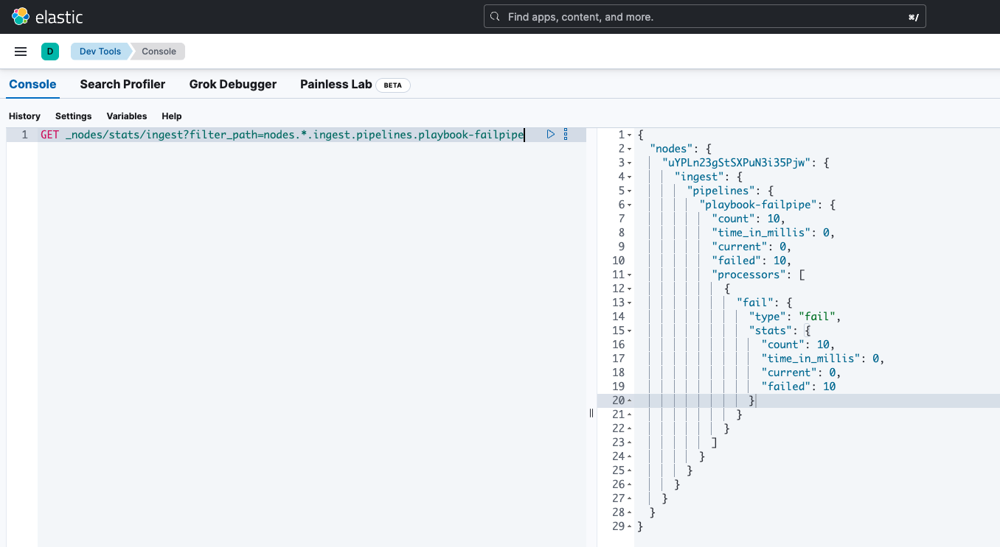 elastic
Find apps, content, and more.
⌘/
D
Dev Tools
Console
Console
Search Profiler
Grok Debugger
Painless Lab
BETA
History
Settings
Variables
Help
1 GET _nodes/stats/ingest?filter_path=nodes.*.ingest.pipelines.playbook-failpipe
1 {
2 "nodes": {
3 "uYPLn23gStSXPuN3i35Pjw": {
4 "ingest": {
5 "pipelines": {
6 "playbook-failpipe": {
7 "count": 10,
8 "time_in_millis": 0,
9 "current": 0,
10 "failed": 10,
11 "processors": [
12 {
13 "fail": {
14 "type": "fail",
15 "stats": {
16 "count": 10,
17 "time_in_millis": 0,
18 "current": 0,
19 "failed": 10
20 }
21 }
22 }
23 ]
24 }
25 }
26 }
27 }
28 }
29 }